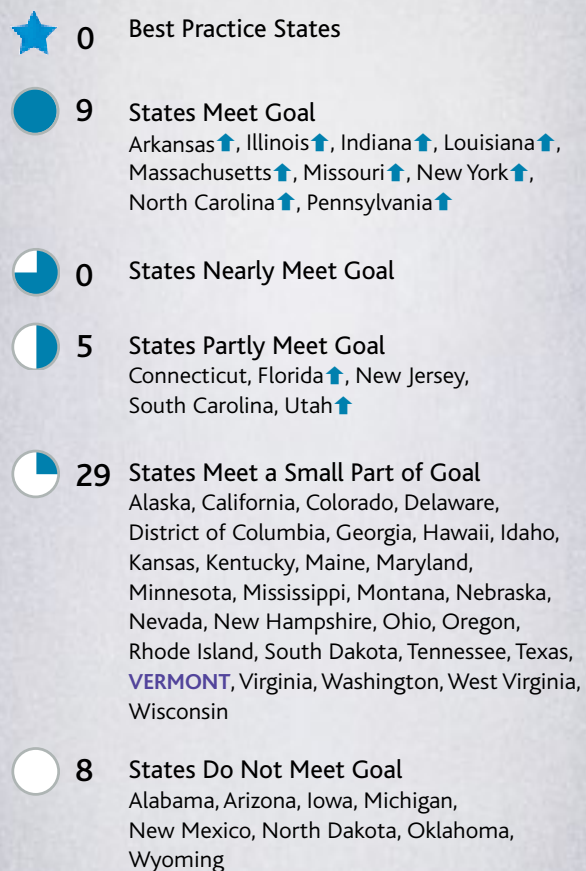 0 Best Practice States
9 States Meet Goal
Arkansas⬆, Illinois⬆, Indiana⬆, Louisiana⬆,
Massachusetts⬆, Missouri⬆, New York⬆,
North Carolina⬆, Pennsylvania⬆
0 States Nearly Meet Goal
5 States Partly Meet Goal
Connecticut, Florida⬆, New Jersey,
South Carolina, Utah⬆
29 States Meet a Small Part of Goal
Alaska, California, Colorado, Delaware,
District of Columbia, Georgia, Hawaii, Idaho,
Kansas, Kentucky, Maine, Maryland,
Minnesota, Mississippi, Montana, Nebraska,
Nevada, New Hampshire, Ohio, Oregon,
Rhode Island, South Dakota, Tennessee, Texas,
VERMONT, Virginia, Washington, West Virginia,
Wisconsin
8 States Do Not Meet Goal
Alabama, Arizona, Iowa, Michigan,
New Mexico, North Dakota, Oklahoma,
Wyoming